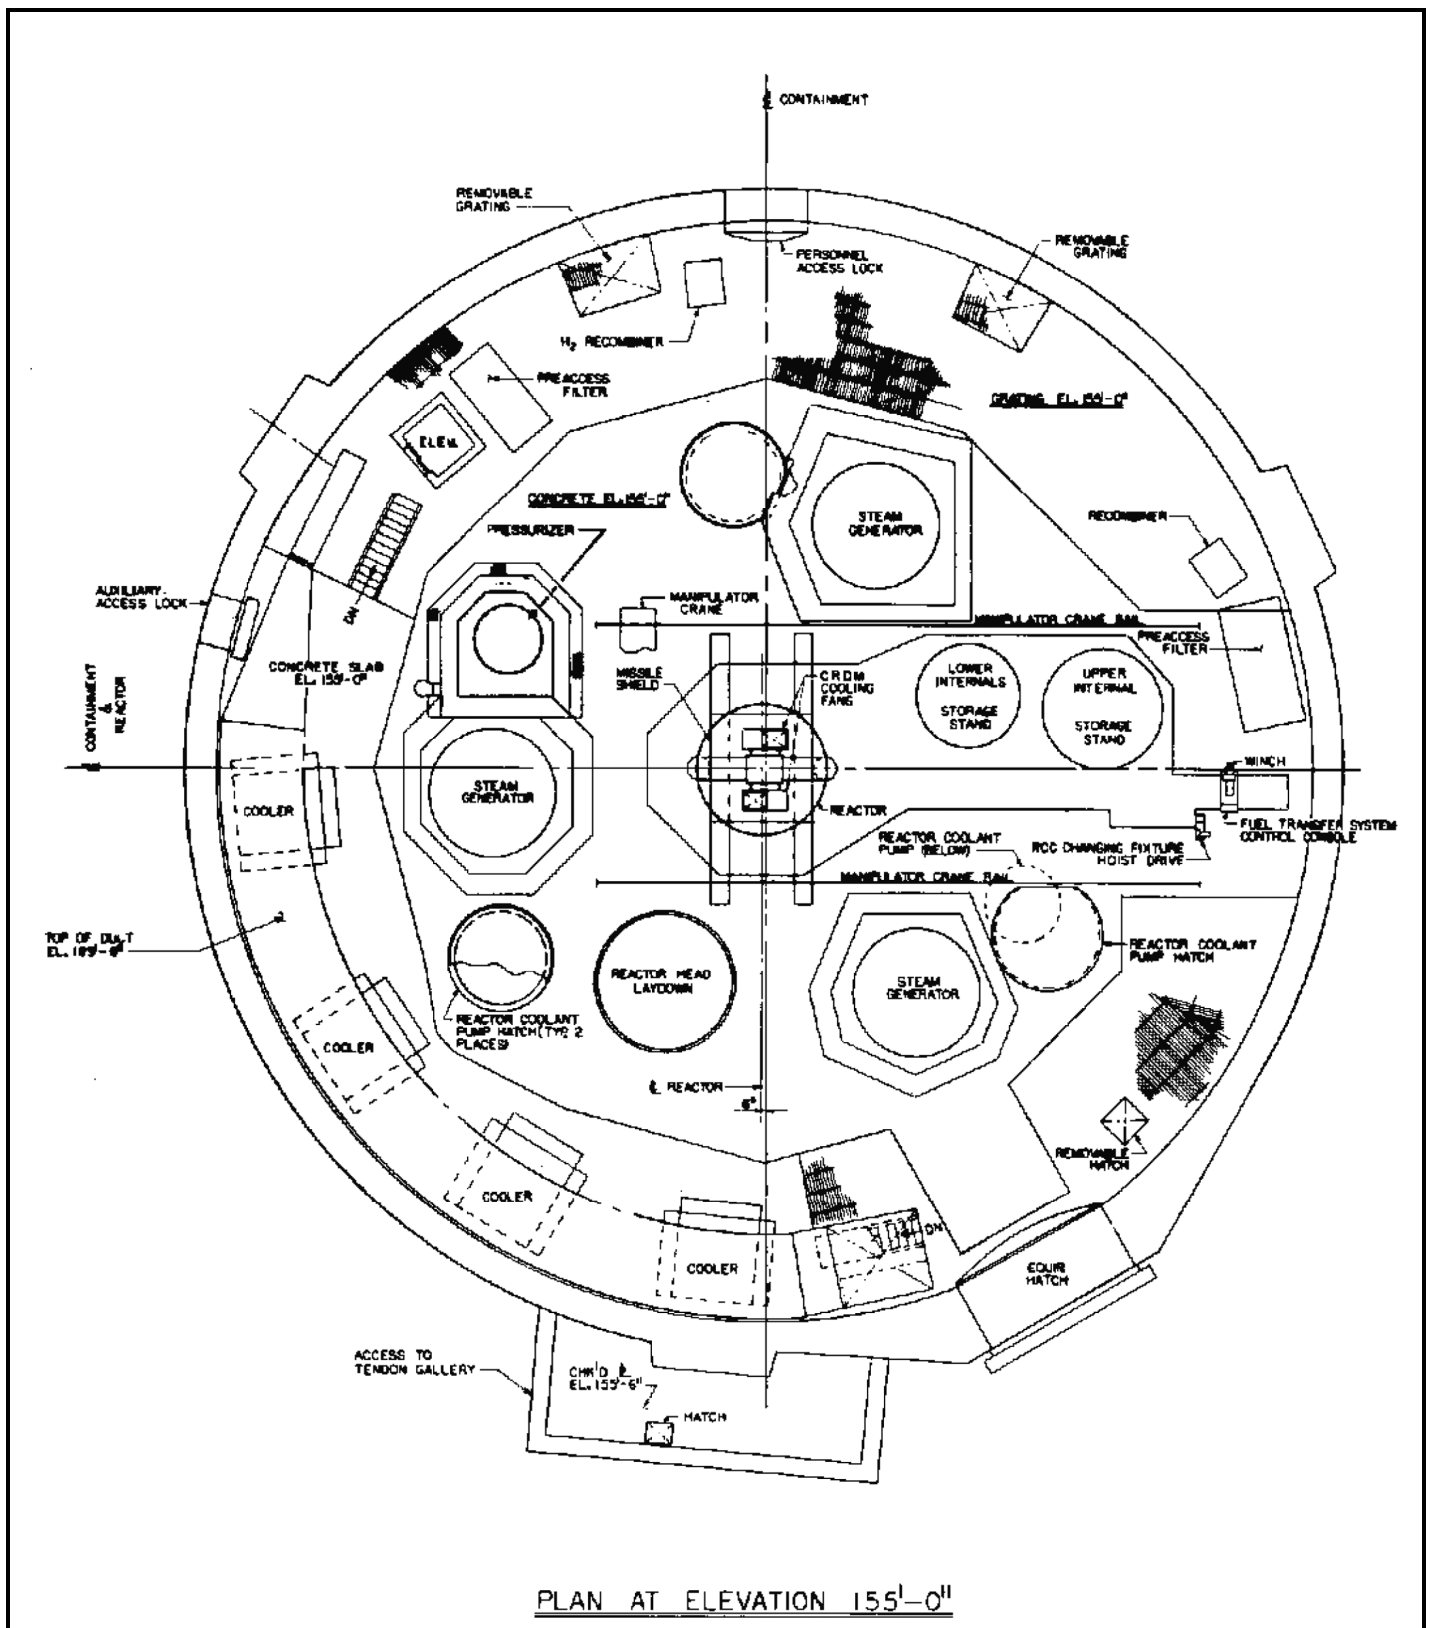 CONTAINMENT
REMOVABLE
GRATING
PERSONNEL
ACCESS LOCK
REMOVABLE
GRATING
H₂ RECOMBINER
PREACCESS
FILTER
GRATING EL. 155'-0"
ELEV.
CONCRETE EL. 155'-0"
PRESSURIZER
STEAM
GENERATOR
RECOMBINER
AUXILIARY
ACCESS LOCK
DN
MANIPULATOR
CRANE
MANIPULATOR CRANE RAIL
PREACCESS
FILTER
CONCRETE SLAB
EL. 155'-0"
MISSILE
SHIELD
C.R.D.M
COOLING
FANS
LOWER
INTERNALS
STORAGE
STAND
UPPER
INTERNAL
STORAGE
STAND
CONTAINMENT
&
REACTOR
WINCH
COOLER
STEAM
GENERATOR
REACTOR
FUEL TRANSFER SYSTEM
CONTROL CONSOLE
REACTOR COOLANT
PUMP (BELOW)
RCC CHANGING FIXTURE
HOIST DRIVE
MANIPULATOR CRANE RAIL
TOP OF DUCT
REACTOR COOLANT
PUMP HATCH
REACTOR HEAD
LAYDOWN
STEAM
GENERATOR
REACTOR COOLANT
PUMP HATCH (TYP. 2
PLACES)
COOLER
℄ REACTOR
6"
REMOVABLE
HATCH
COOLER
DN
COOLER
EQUIP.
HATCH
ACCESS TO
TENDON GALLERY
CHK'D ℄
EL. 155'-6"
HATCH
PLAN AT ELEVATION 155'-0"